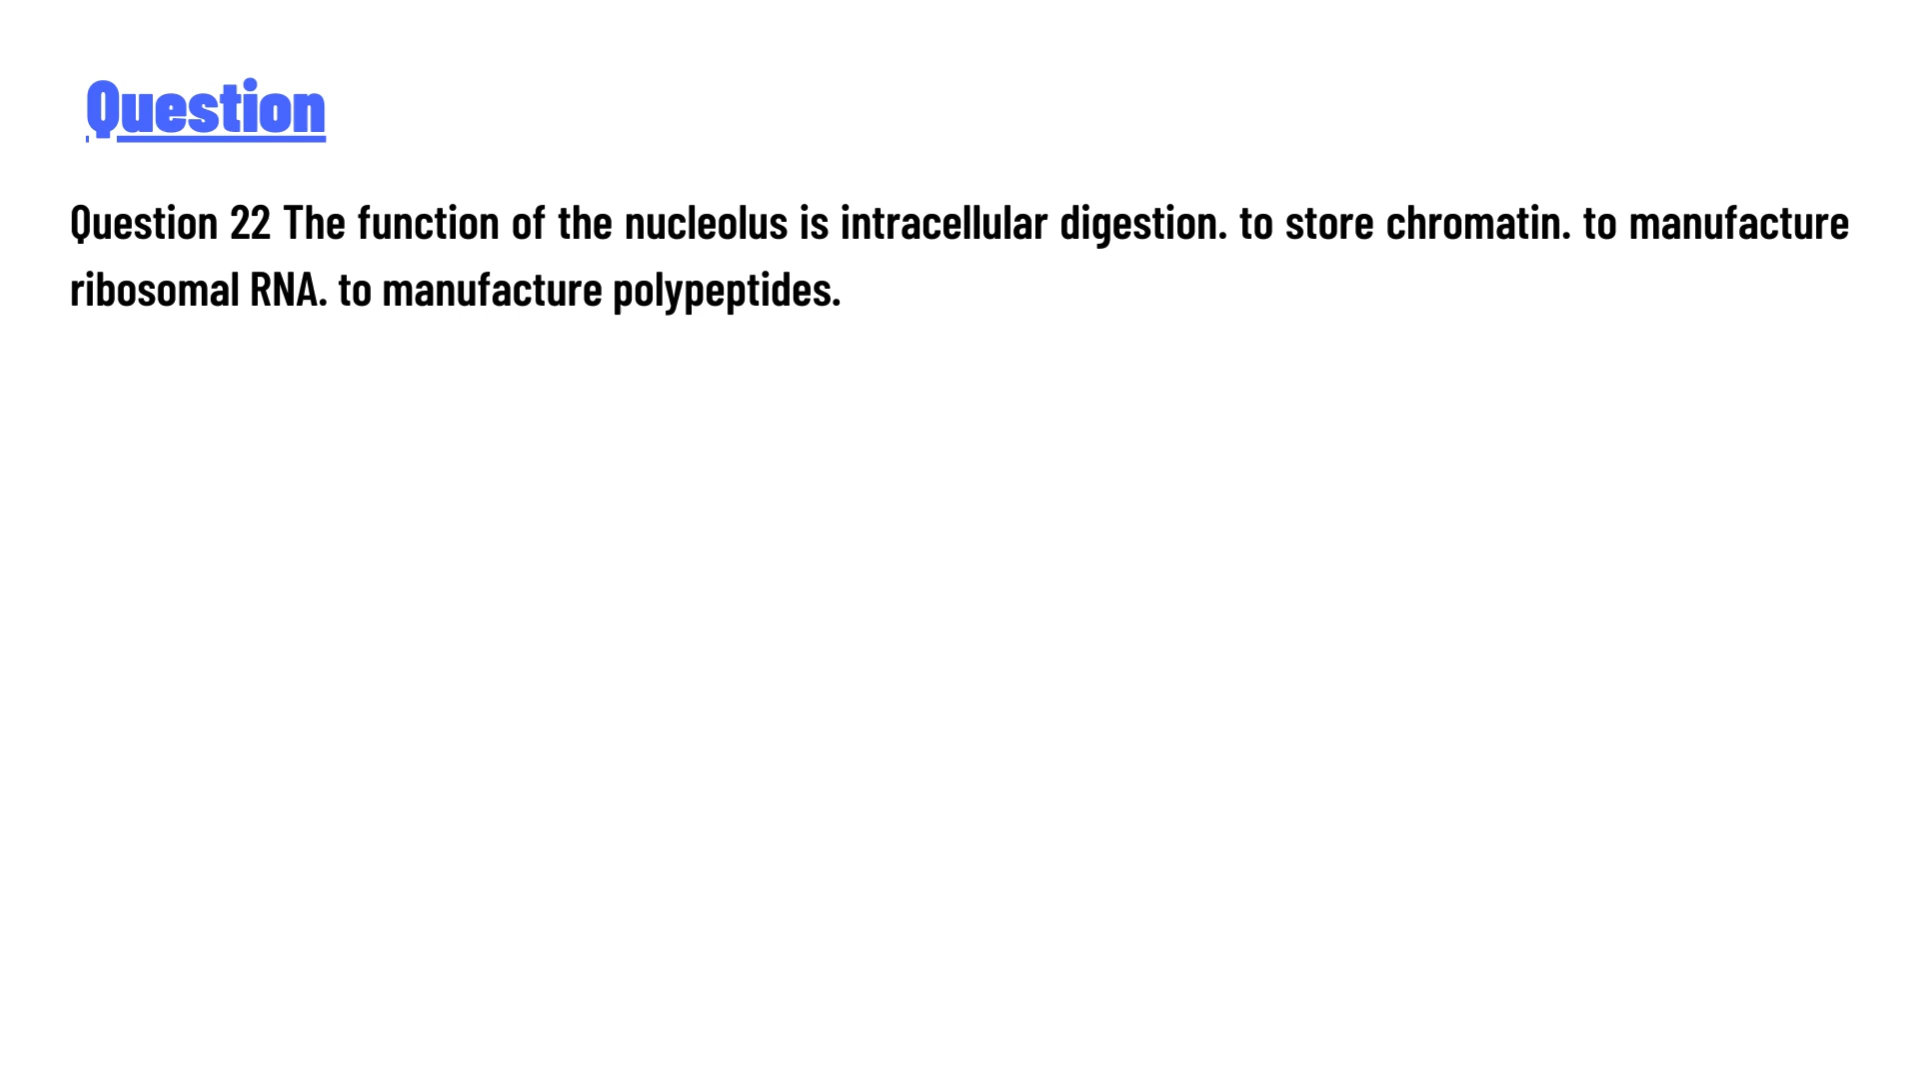 Question
Question 22 The function of the nucleolus is intracellular digestion. to store chromatin. to manufacture
ribosomal RNA. to manufacture polypeptides.